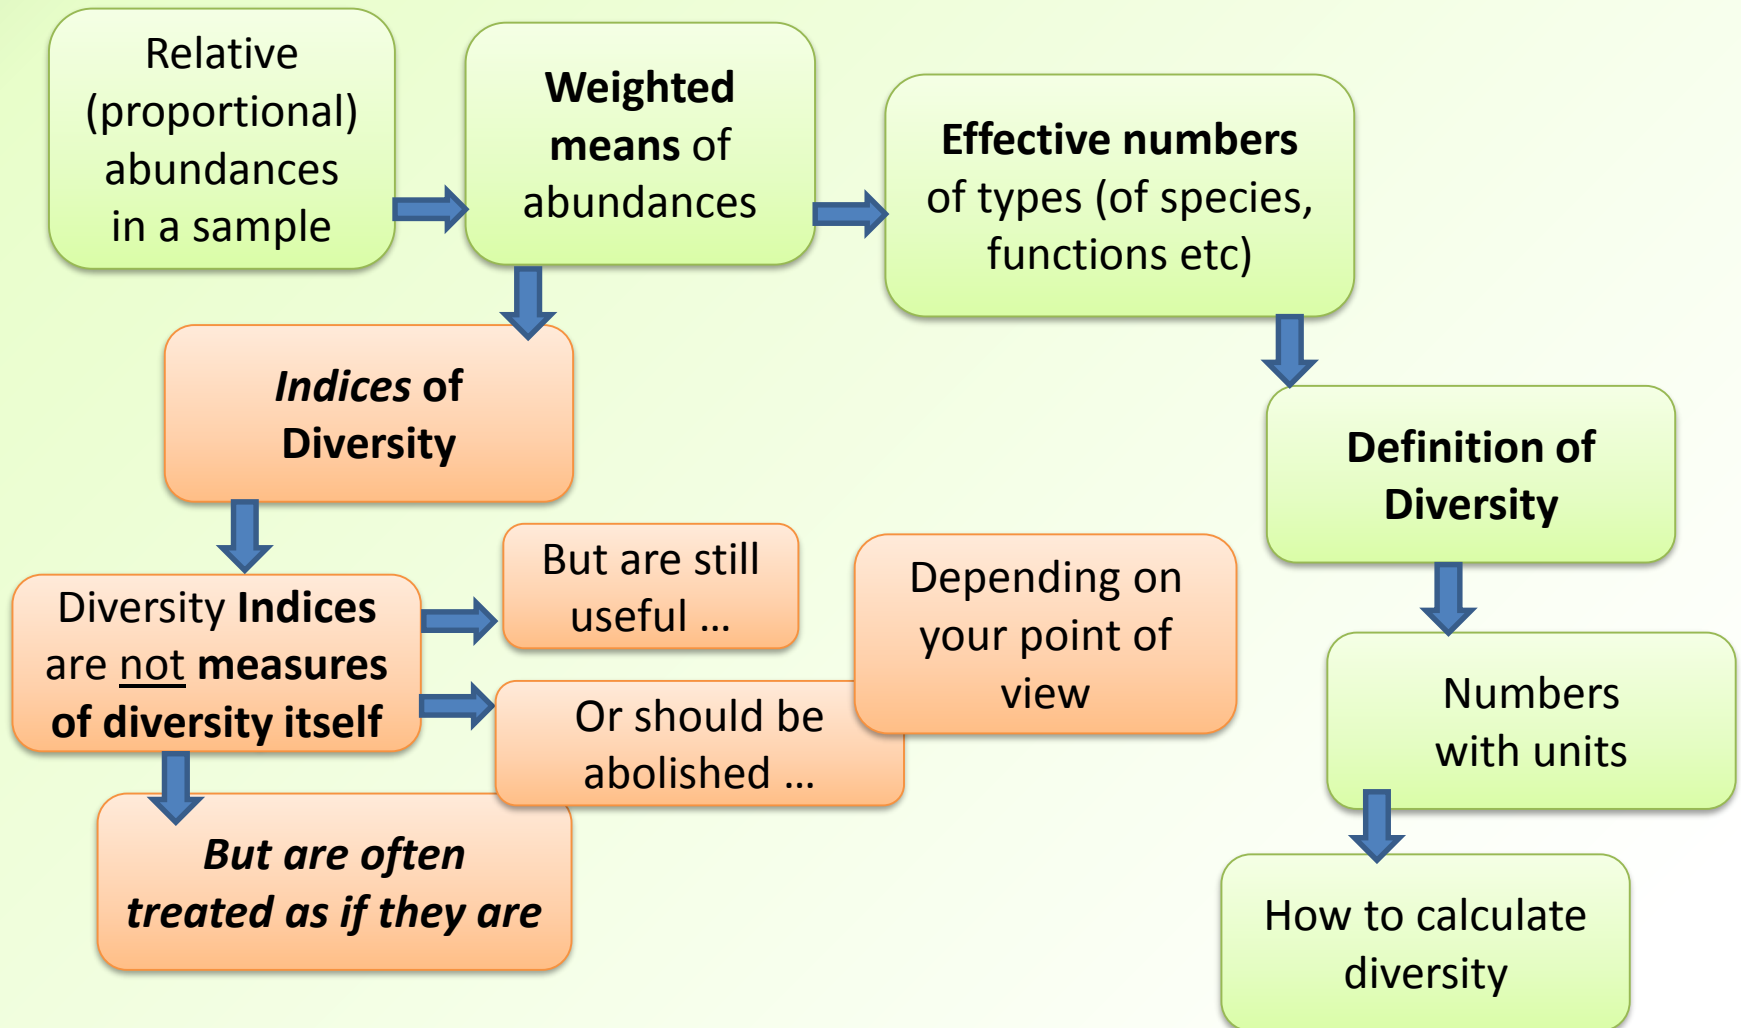 Relative
(proportional)
abundances
in a sample
Weighted
means of
abundances
Effective numbers
of types (of species,
functions etc)
Indices of
Diversity
Definition of
Diversity
Diversity Indices
are not measures
of diversity itself
But are still
useful ...
Or should be
abolished ...
Depending on
your point of
view
But are often
treated as if they are
Numbers
with units
How to calculate
diversity